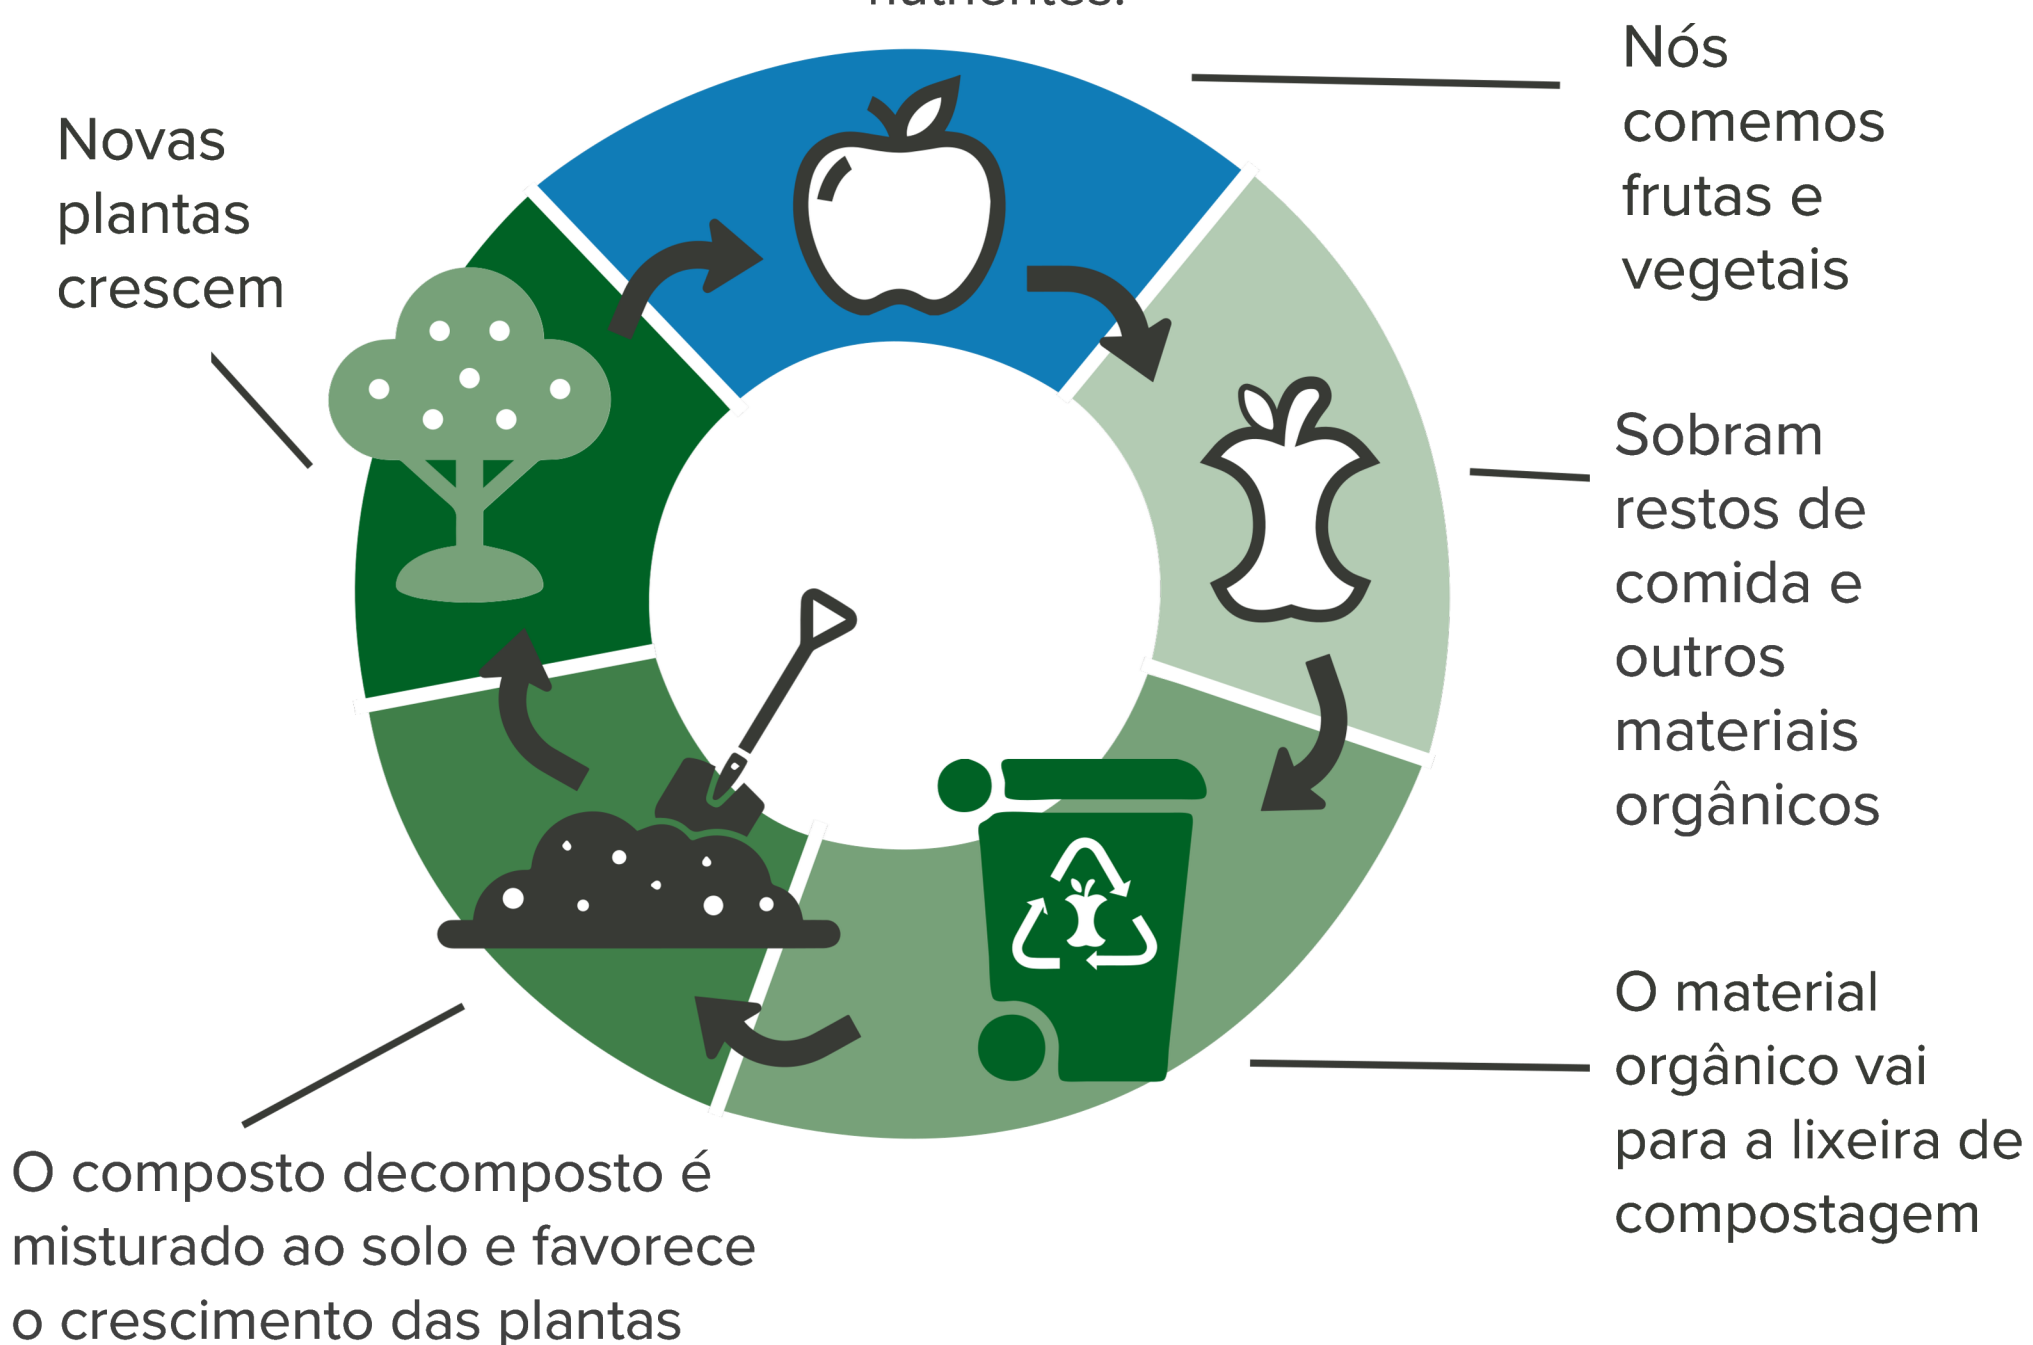 nutrientes.
Nós
comemos
frutas e
vegetais
Novas
plantas
crescem
Sobram
restos de
comida e
outros
materiais
orgânicos
O material
orgânico vai
para a lixeira de
compostagem
O composto decomposto é
misturado ao solo e favorece
o crescimento das plantas